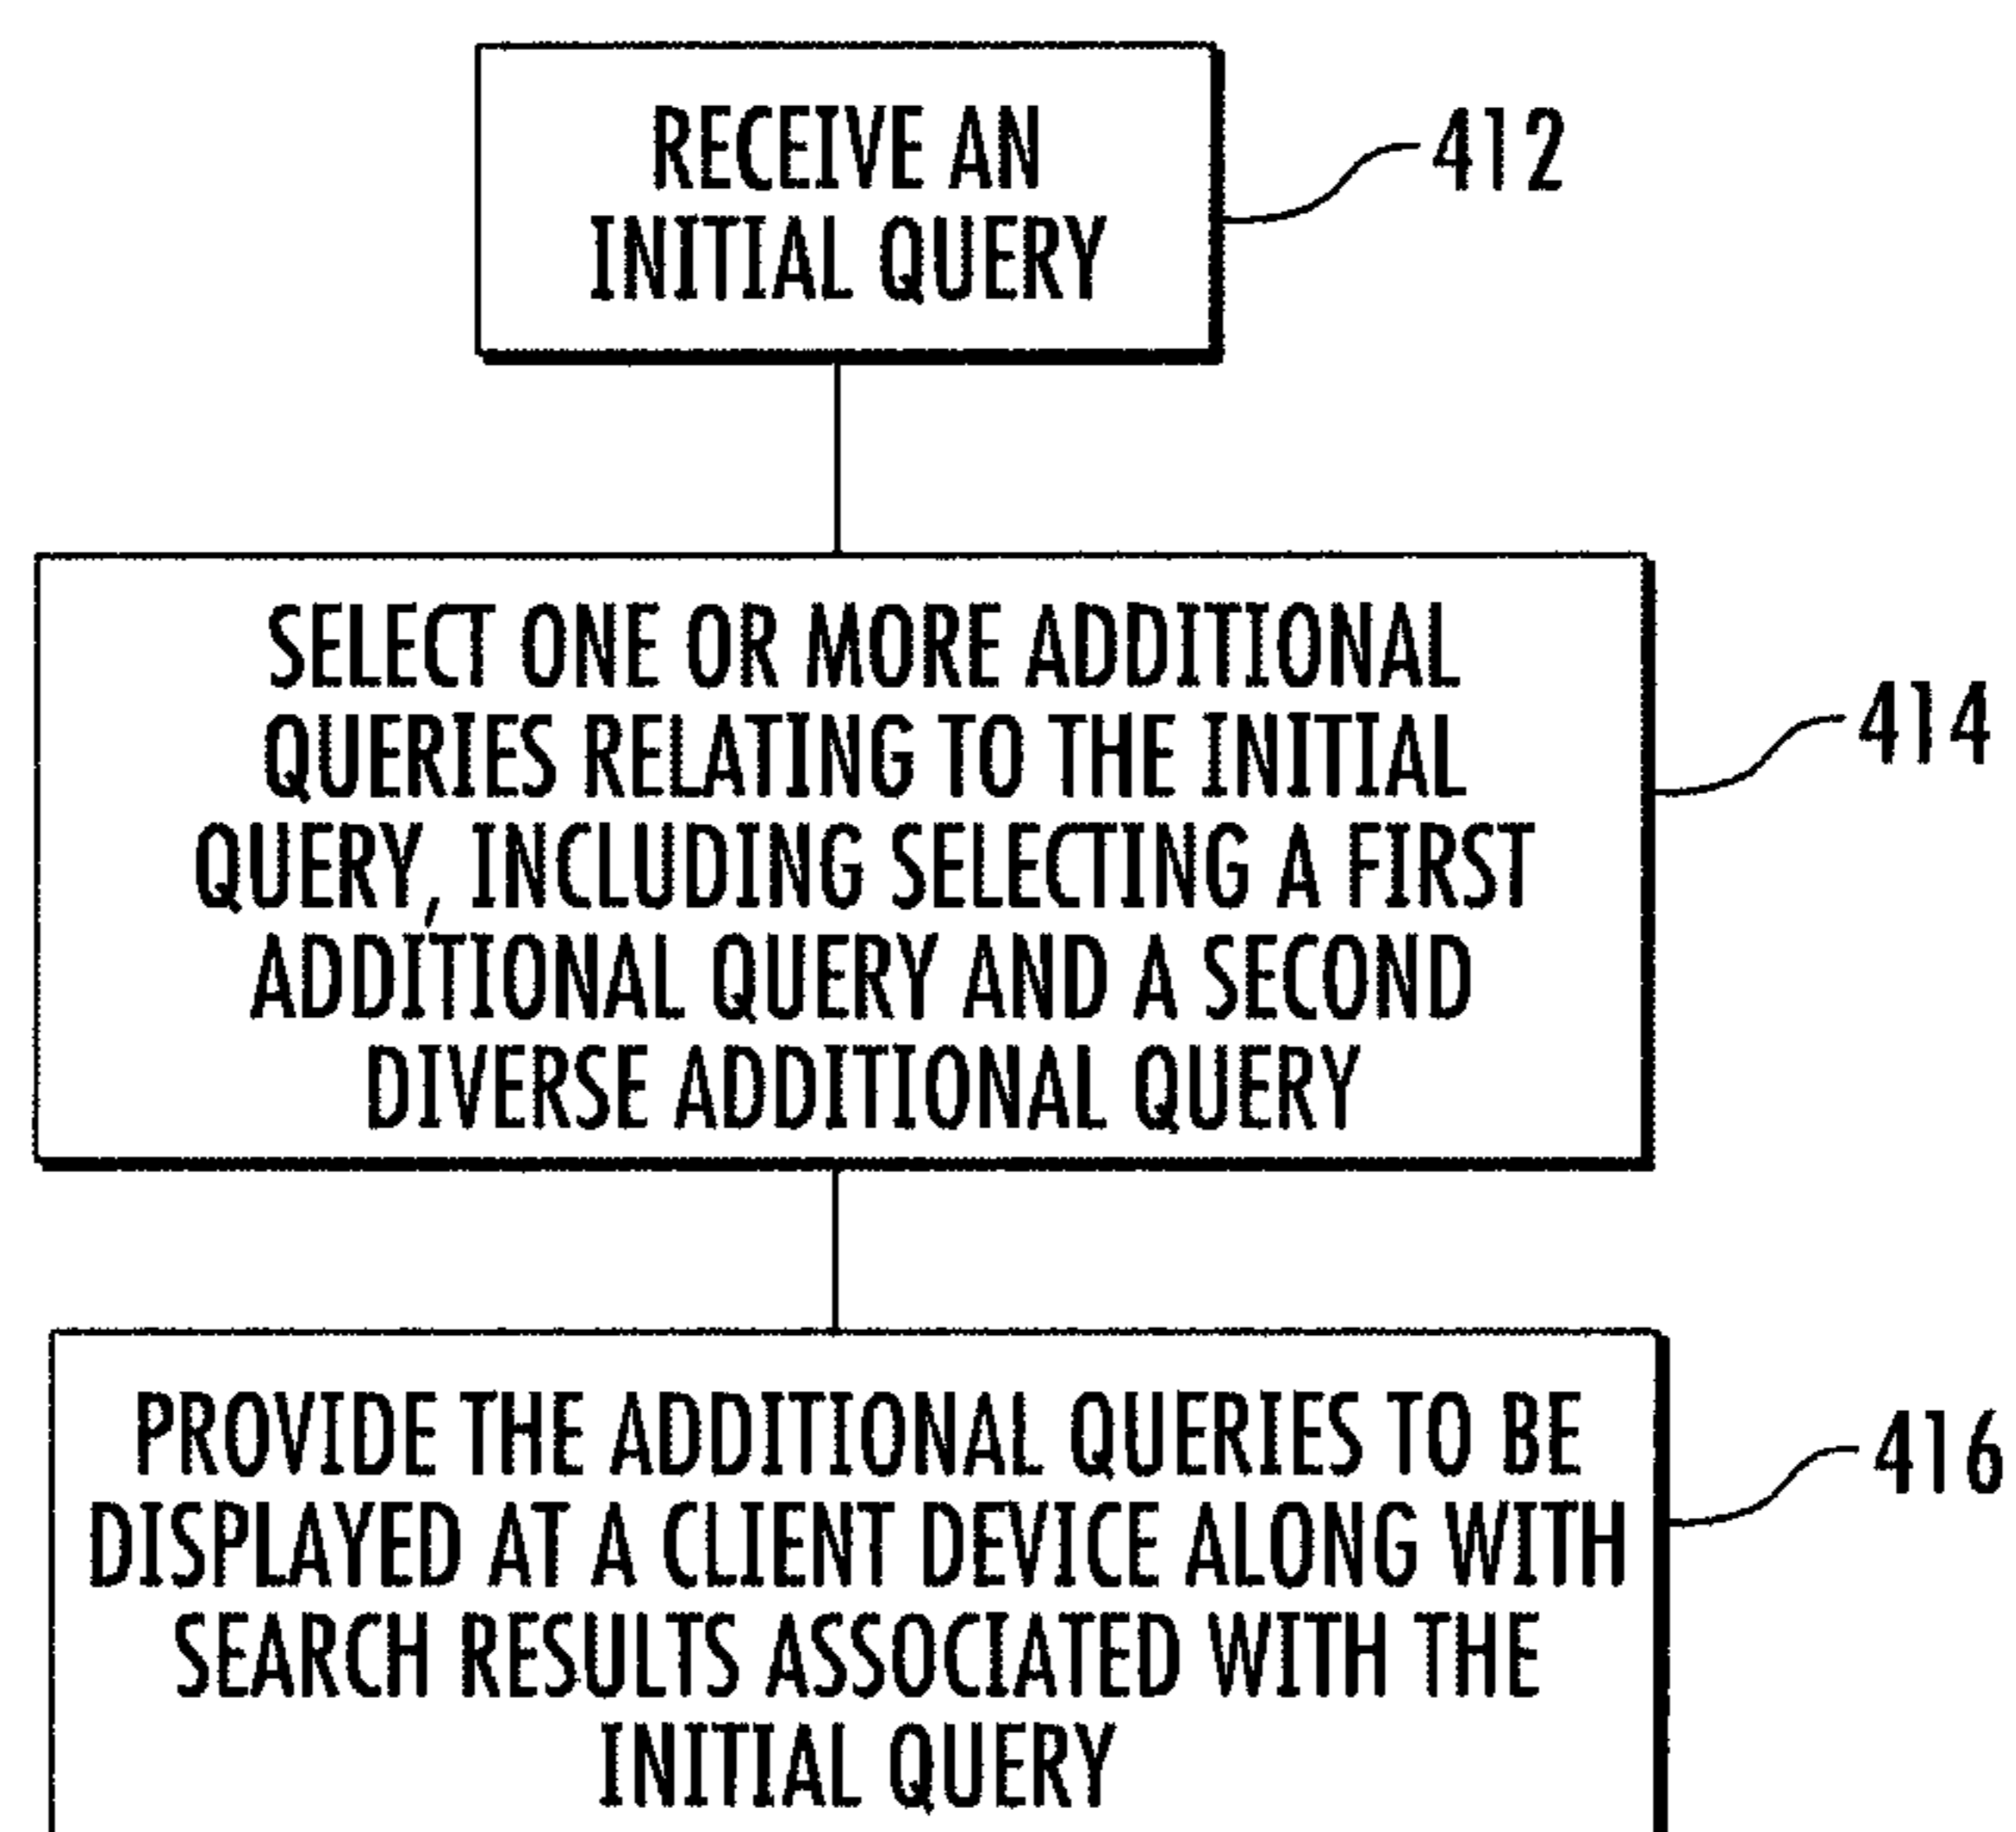 RECEIVE AN
INITIAL QUERY
412
SELECT ONE OR MORE ADDITIONAL
QUERIES RELATING TO THE INITIAL
QUERY, INCLUDING SELECTING A FIRST
ADDITIONAL QUERY AND A SECOND
DIVERSE ADDITIONAL QUERY
414
PROVIDE THE ADDITIONAL QUERIES TO BE
DISPLAYED AT A CLIENT DEVICE ALONG WITH
SEARCH RESULTS ASSOCIATED WITH THE
INITIAL QUERY
416